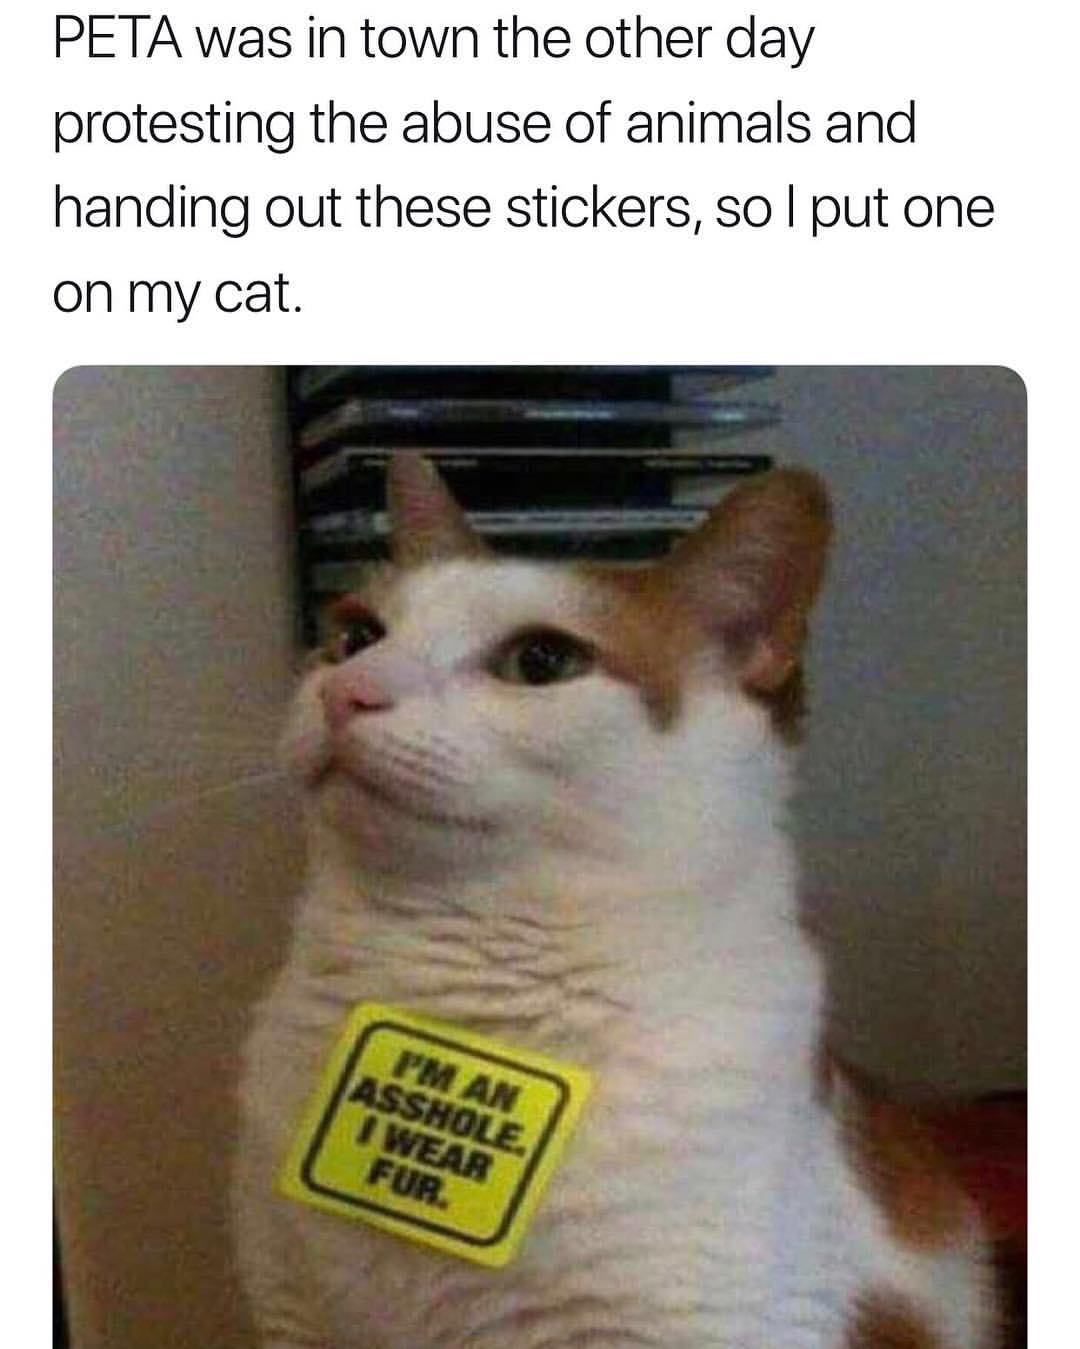 PETA was in town the other day
protesting the abuse of animals and
handing out these stickers, so I put one
on my cat.
I'M AN
ASSHOLE.
I WEAR
FUR.